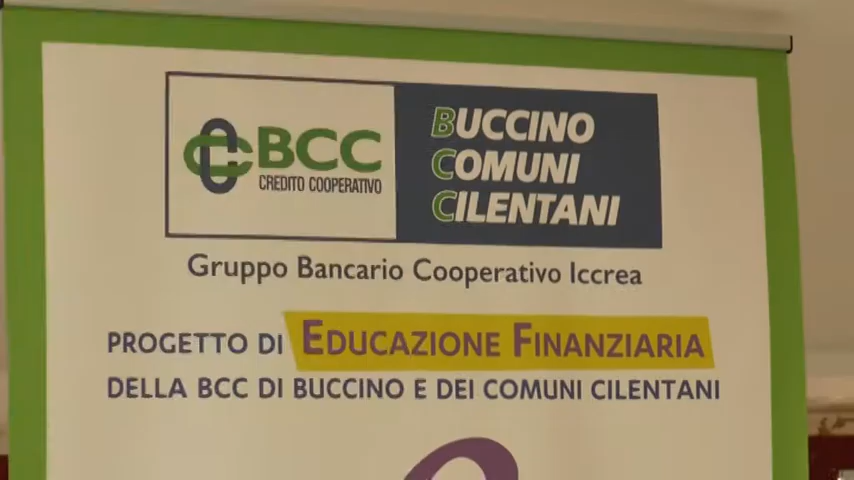 BCC
CREDITO COOPERATIVO
BUCCINO
COMUNI
CILENTANI
Gruppo Bancario Cooperativo Iccrea
PROGETTO DI EDUCAZIONE FINANZIARIA
DELLA BCC DI BUCCINO E DEI COMUNI CILENTANI